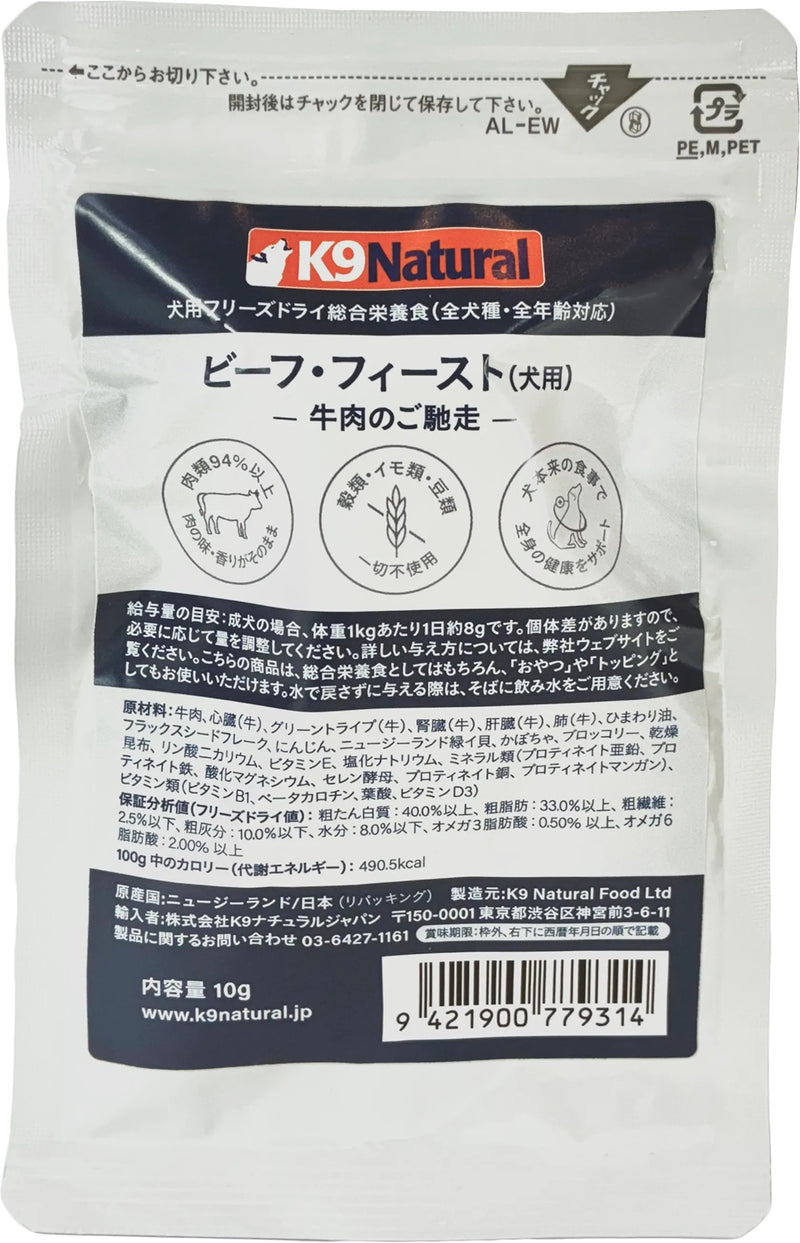 ←ここからお切り下さい。
開封後はチャックを閉じて保存して下さい。
チャック
AL-EW
プラ
PE,M,PET
K9Natural
犬用フリーズドライ総合栄養食(全犬種・全年齢対応)
ビーフ・フィースト(犬用)
― 牛肉のご馳走 ―
肉類94%以上
肉の味・香りがそのまま
穀類・イモ類・豆類
一切不使用
犬本来の食事で
全身の健康をサポート
給与量の目安:成犬の場合、体重1kgあたり1日約8gです。個体差がありますので、
必要に応じて量を調整してください。詳しい与え方については、弊社ウェブサイトをご
覧ください。こちらの商品は、総合栄養食としてはもちろん、「おやつ」や「トッピング」と
してもお使いいただけます。水で戻さずに与える際は、そばに飲み水をご用意ください。
原材料:牛肉、心臓(牛)、グリーントライプ(牛)、腎臓(牛)、肝臓(牛)、肺(牛)、ひまわり油、
フラックスシードフレーク、にんじん、ニュージーランド緑イ貝、かぼちゃ、ブロッコリー、乾燥
昆布、リン酸二カリウム、ビタミンE、塩化ナトリウム、ミネラル類(プロティネイト亜鉛、プロ
ティネイト鉄、酸化マグネシウム、セレン酵母、プロティネイト銅、プロティネイトマンガン)、
ビタミン類(ビタミンB1、ベータカロチン、葉酸、ビタミンD3)
保証分析値(フリーズドライ値):粗たん白質:40.0%以上、粗脂肪:33.0%以上、粗繊維:
2.5%以下、粗灰分:10.0%以下、水分:8.0%以下、オメガ3脂肪酸:0.50%以上、オメガ6
脂肪酸:2.00%以上
100g中のカロリー(代謝エネルギー):490.5kcal
原産国:ニュージーランド/日本(リパッキング) 製造元:K9 Natural Food Ltd
輸入者:株式会社K9ナチュラルジャパン 〒150-0001東京都渋谷区神宮前3-6-11
製品に関するお問い合わせ 03-6427-1161 賞味期限:枠外、右下に西暦年月日の順で記載
内容量 10g
www.k9natural.jp
9 421900 779314